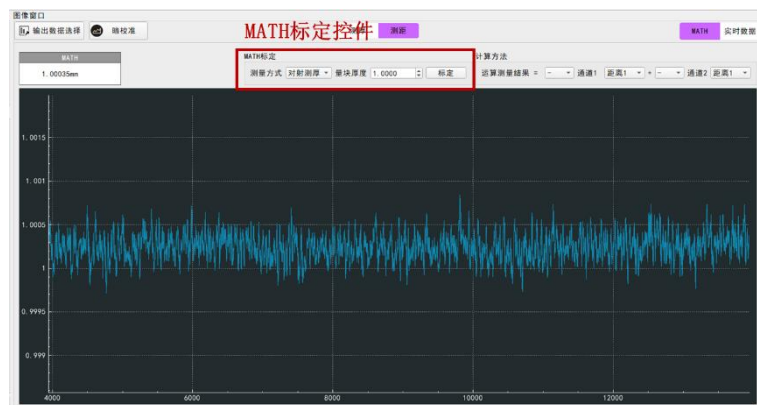 图像窗口
输出数据选择 暗校准 MATH标定控件 测距 MATH 实时数据
MATH
1.00035mm
MATH标定
测量方式 对射测厚 量块厚度 1.0000 标定
计算方法
运算测量结果 = - 通道1 距离1 + - 通道2 距离1
1.0015
1.001
1.0005
1
0.9995
0.999
4000 6000 8000 10000 12000